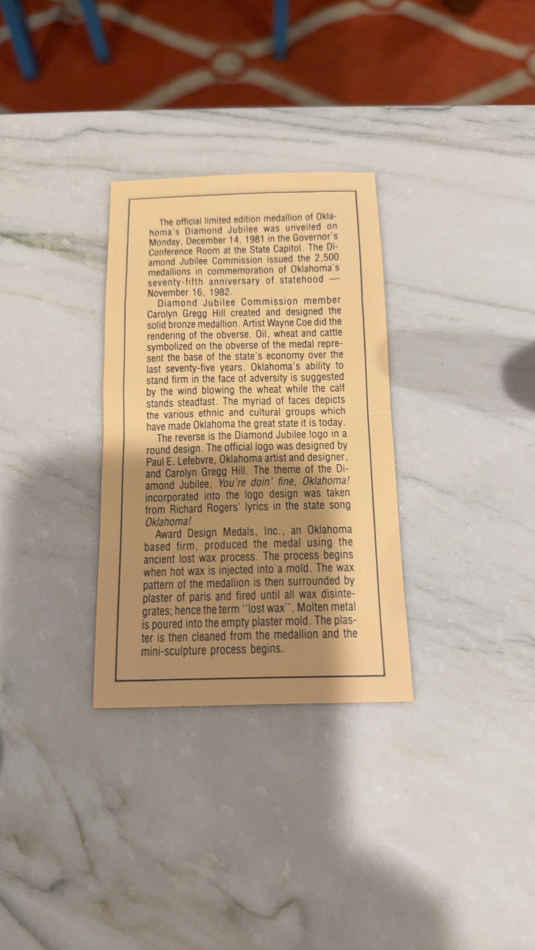 The official limited edition medallion of Okla-
homa's Diamond Jubilee was unveiled on
Monday, December 14, 1981 in the Governor's
Conference Room at the State Capitol. The Di-
amond Jubilee Commission issued the 2,500
medallions in commemoration of Oklahoma's
seventy-fifth anniversary of statehood —
November 16, 1982.
Diamond Jubilee Commission member
Carolyn Gregg Hill created and designed the
solid bronze medallion. Artist Wayne Coe did the
rendering of the obverse. Oil, wheat and cattle
symbolized on the obverse of the medal repre-
sent the base of the state's economy over the
last seventy-five years. Oklahoma's ability to
stand firm in the face of adversity is suggested
by the wind blowing the wheat while the calf
stands steadfast. The myriad of faces depicts
the various ethnic and cultural groups which
have made Oklahoma the great state it is today.
The reverse is the Diamond Jubilee logo in a
round design. The official logo was designed by
Paul E. Lefebvre, Oklahoma artist and designer,
and Carolyn Gregg Hill. The theme of the Di-
amond Jubilee, You're doin' fine, Oklahoma!
incorporated into the logo design was taken
from Richard Rogers' lyrics in the state song
Oklahoma!
Award Design Medals, Inc., an Oklahoma
based firm, produced the medal using the
ancient lost wax process. The process begins
when hot wax is injected into a mold. The wax
pattern of the medallion is then surrounded by
plaster of paris and fired until all wax disinte-
grates; hence the term "lost wax". Molten metal
is poured into the empty plaster mold. The plas-
ter is then cleaned from the medallion and the
mini-sculpture process begins.